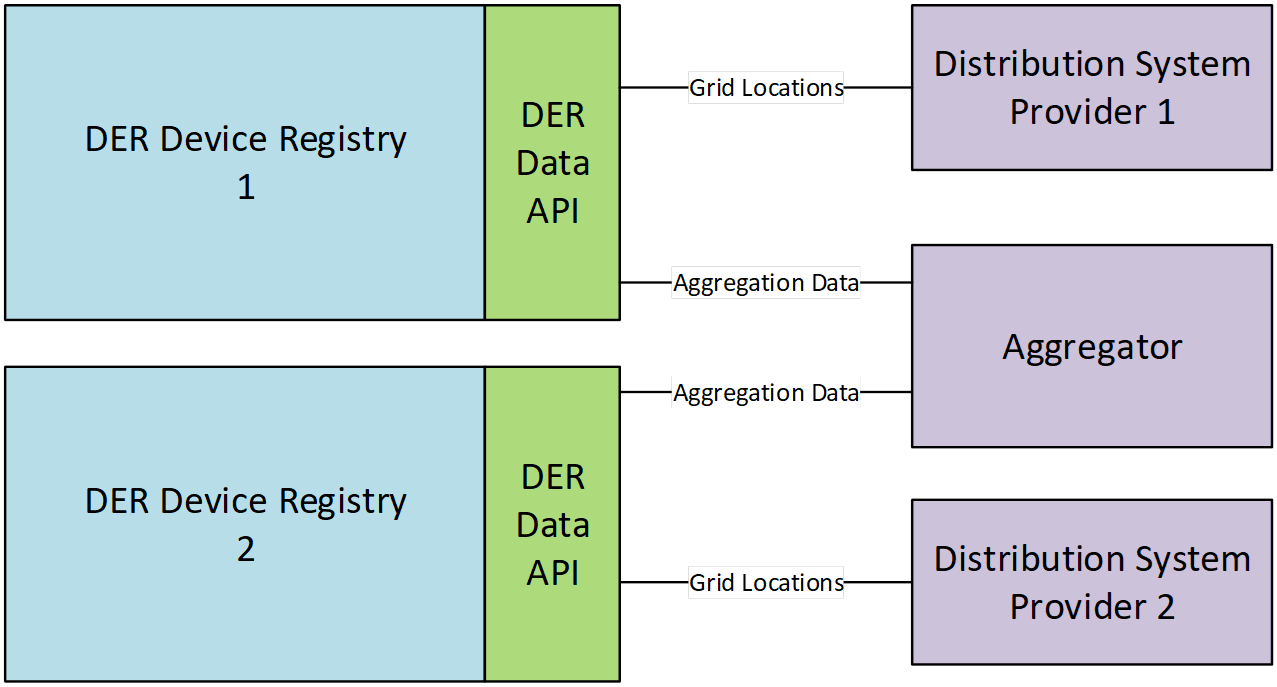 DER Device Registry
1
DER
Data
API
Grid Locations
Distribution System
Provider 1
Aggregation Data
Aggregator
DER Device Registry
2
DER
Data
API
Aggregation Data
Grid Locations
Distribution System
Provider 2